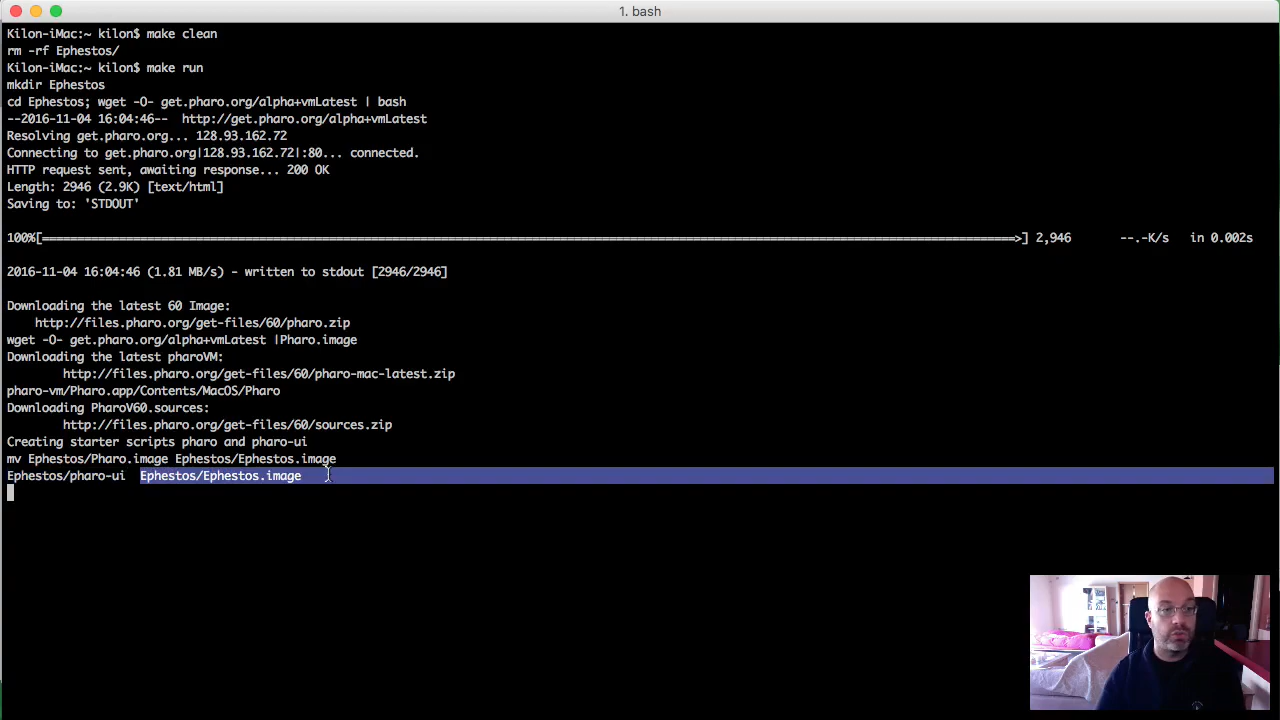 1. bash
Kilon-iMac:~ kilon$ make clean
rm -rf Ephestos/
Kilon-iMac:~ kilon$ make run
mkdir Ephestos
cd Ephestos; wget -O- get.pharo.org/alpha+vmLatest | bash
--2016-11-04 16:04:46--  http://get.pharo.org/alpha+vmLatest
Resolving get.pharo.org... 128.93.162.72
Connecting to get.pharo.org|128.93.162.72|:80... connected.
HTTP request sent, awaiting response... 200 OK
Length: 2946 (2.9K) [text/html]
Saving to: 'STDOUT'
100%[===================================================>] 2,946       --.-K/s   in 0.002s
2016-11-04 16:04:46 (1.81 MB/s) - written to stdout [2946/2946]
Downloading the latest 60 Image:
http://files.pharo.org/get-files/60/pharo.zip
wget -O- get.pharo.org/alpha+vmLatest |Pharo.image
Downloading the latest pharoVM:
http://files.pharo.org/get-files/60/pharo-mac-latest.zip
pharo-vm/Pharo.app/Contents/MacOS/Pharo
Downloading PharoV60.sources:
http://files.pharo.org/get-files/60/sources.zip
Creating starter scripts pharo and pharo-ui
mv Ephestos/Pharo.image Ephestos/Ephestos.image
Ephestos/pharo-ui  Ephestos/Ephestos.image